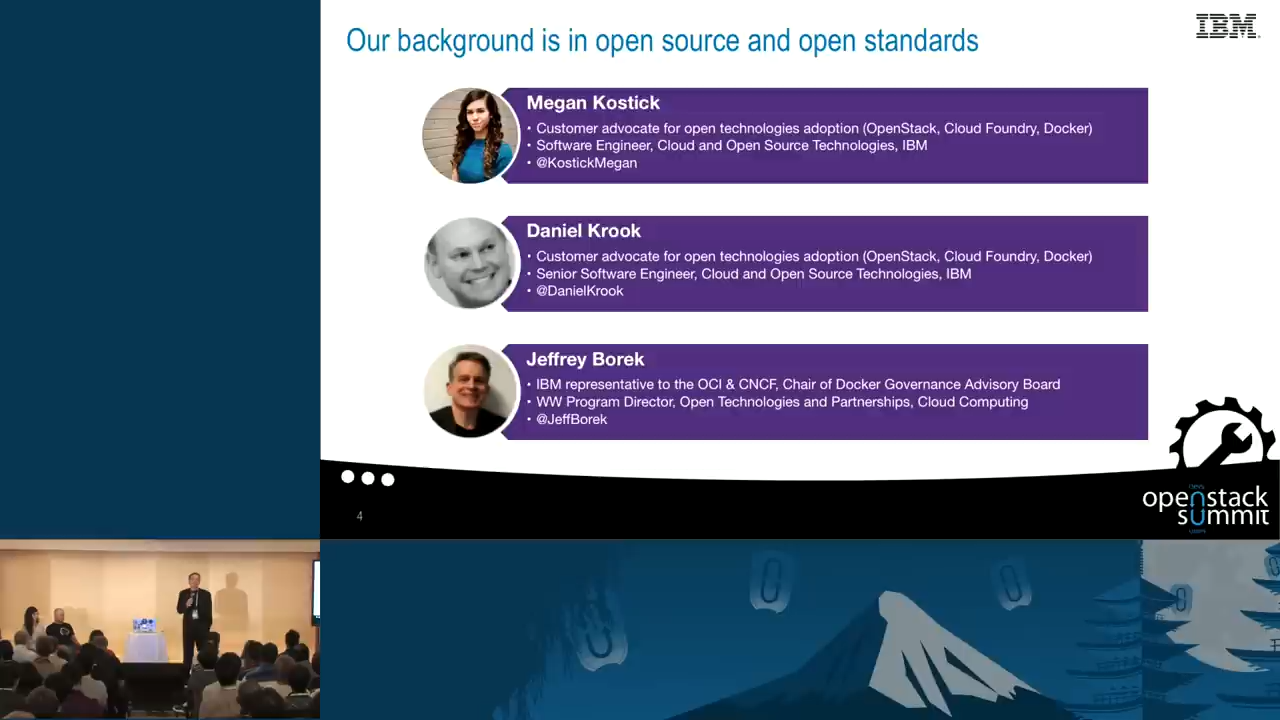 Our background is in open source and open standards
IBM
Megan Kostick
• Customer advocate for open technologies adoption (OpenStack, Cloud Foundry, Docker)
• Software Engineer, Cloud and Open Source Technologies, IBM
• @KostickMegan
Daniel Krook
• Customer advocate for open technologies adoption (OpenStack, Cloud Foundry, Docker)
• Senior Software Engineer, Cloud and Open Source Technologies, IBM
• @DanielKrook
Jeffrey Borek
• IBM representative to the OCI & CNCF, Chair of Docker Governance Advisory Board
• WW Program Director, Open Technologies and Partnerships, Cloud Computing
• @JeffBorek
4
openstack
summit